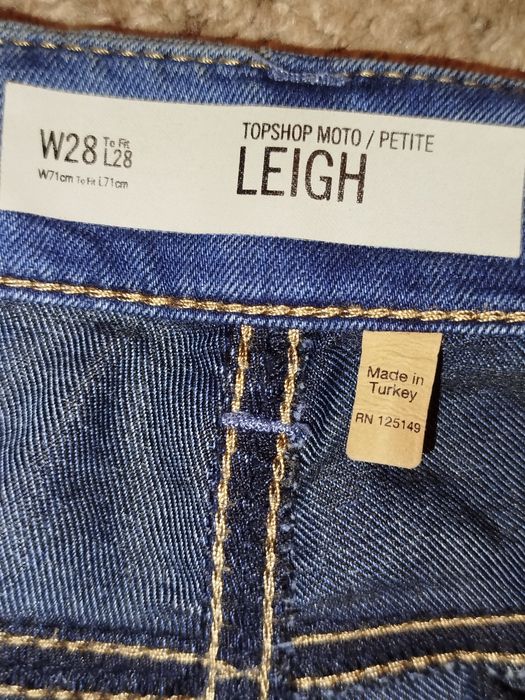 W28 To Fit L28
W71cm To Fit L71cm
TOPSHOP MOTO / PETITE
LEIGH
Made in
Turkey
RN 125149